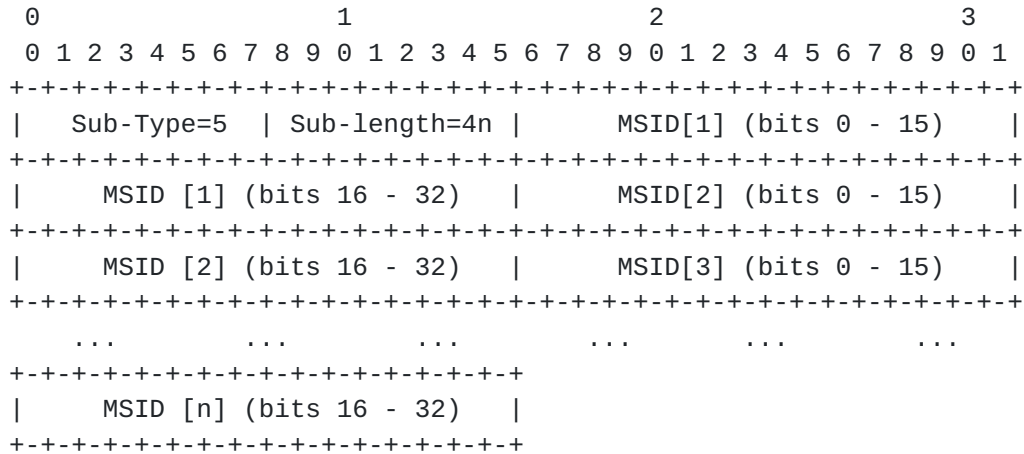 0                   1                   2                   3
 0 1 2 3 4 5 6 7 8 9 0 1 2 3 4 5 6 7 8 9 0 1 2 3 4 5 6 7 8 9 0 1
+-+-+-+-+-+-+-+-+-+-+-+-+-+-+-+-+-+-+-+-+-+-+-+-+-+-+-+-+-+-+-+-+
|   Sub-Type=5  | Sub-length=4n |      MSID[1] (bits 0 - 15)    |
+-+-+-+-+-+-+-+-+-+-+-+-+-+-+-+-+-+-+-+-+-+-+-+-+-+-+-+-+-+-+-+-+
|     MSID [1] (bits 16 - 32)   |      MSID[2] (bits 0 - 15)    |
+-+-+-+-+-+-+-+-+-+-+-+-+-+-+-+-+-+-+-+-+-+-+-+-+-+-+-+-+-+-+-+-+
|     MSID [2] (bits 16 - 32)   |      MSID[3] (bits 0 - 15)    |
+-+-+-+-+-+-+-+-+-+-+-+-+-+-+-+-+-+-+-+-+-+-+-+-+-+-+-+-+-+-+-+-+
    ...        ...        ...        ...       ...        ...
+-+-+-+-+-+-+-+-+-+-+-+-+-+-+-+-+
|     MSID [n] (bits 16 - 32)   |
+-+-+-+-+-+-+-+-+-+-+-+-+-+-+-+-+